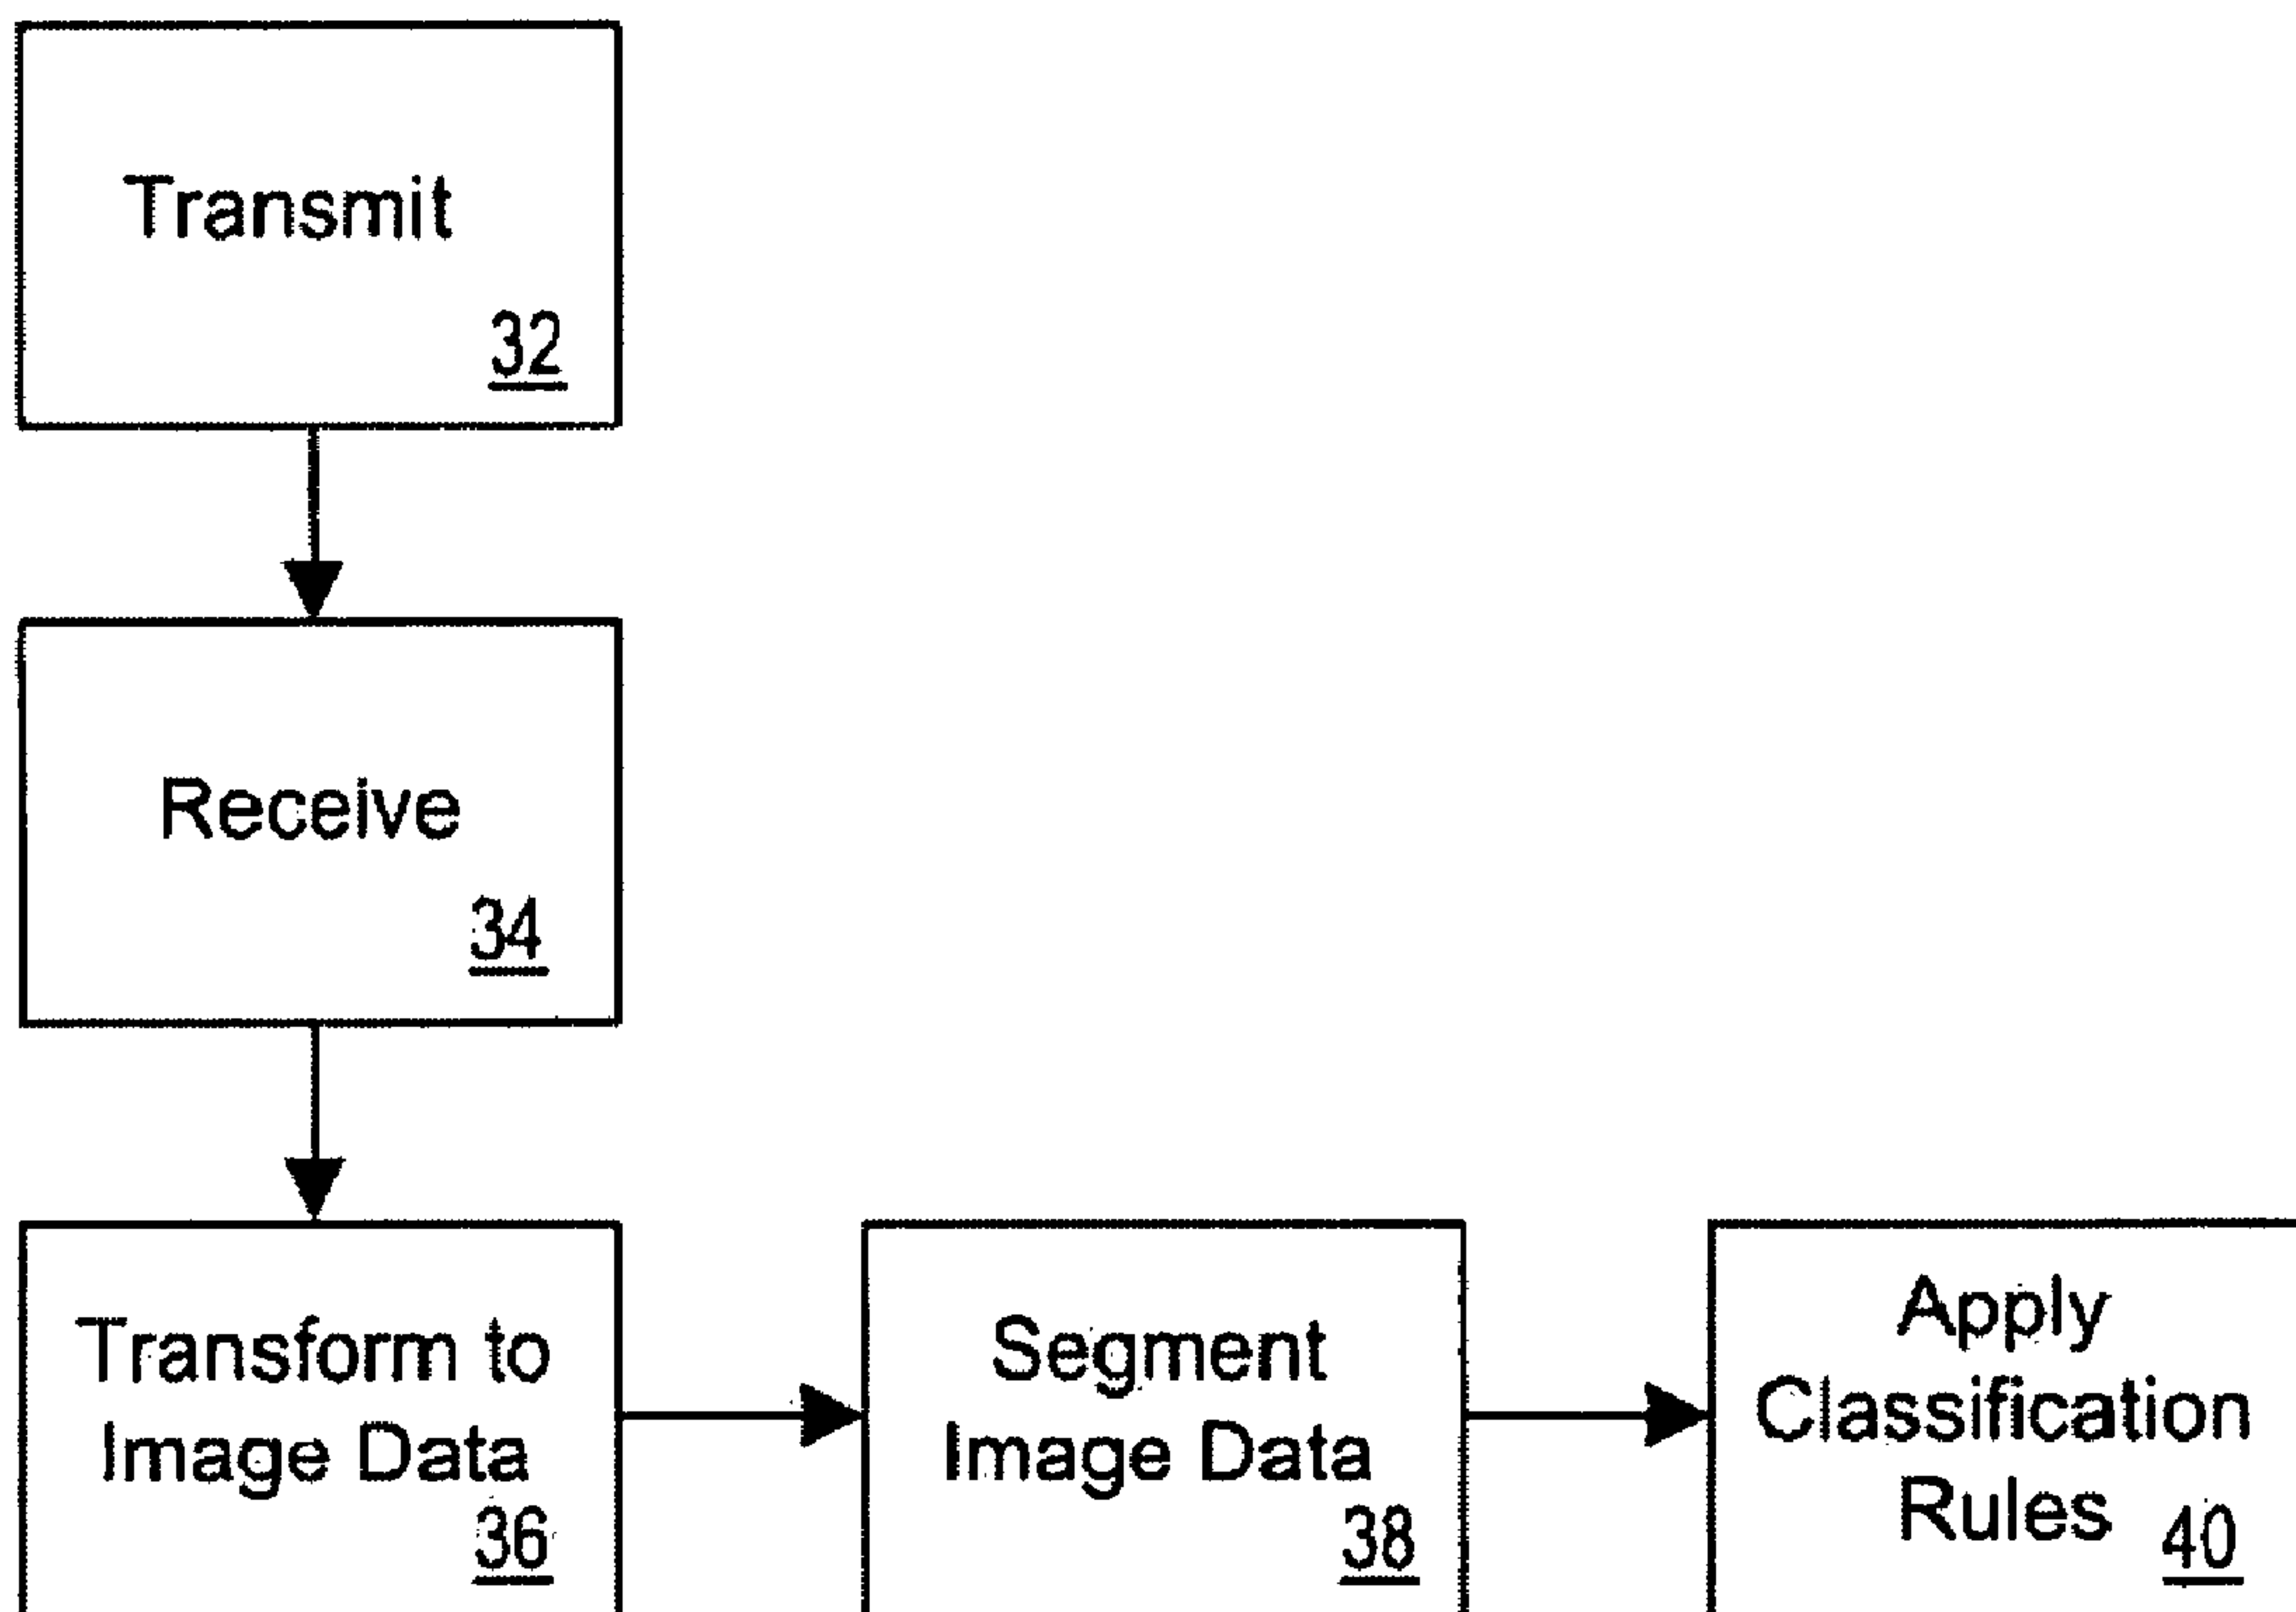 Transmit
32
Receive
34
Transform to
Image Data
36
Segment
Image Data
38
Apply
Classification
Rules 40